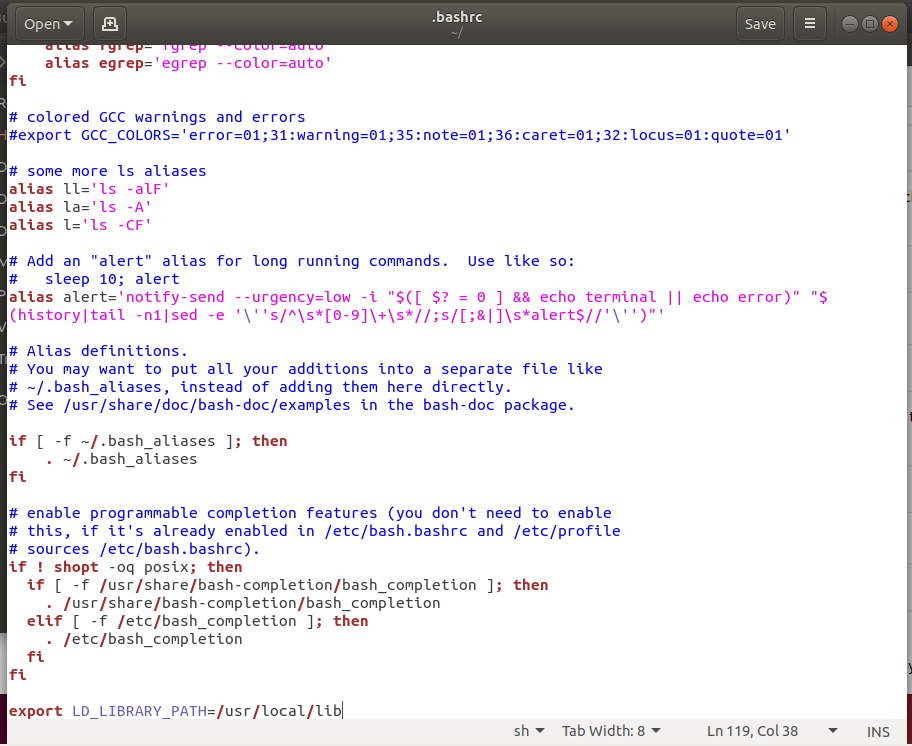 Open
.bashrc
~/
Save
alias fgrep='fgrep --color=auto'
alias egrep='egrep --color=auto'
fi
# colored GCC warnings and errors
#export GCC_COLORS='error=01;31:warning=01;35:note=01;36:caret=01;32:locus=01:quote=01'
# some more ls aliases
alias ll='ls -alF'
alias la='ls -A'
alias l='ls -CF'
# Add an "alert" alias for long running commands.  Use like so:
#   sleep 10; alert
alias alert='notify-send --urgency=low -i "$([ $? = 0 ] && echo terminal || echo error)" "$
(history|tail -n1|sed -e '\''s/^\s*[0-9]\+\s*//;s/[;&|]\s*alert$//'\'')"'
# Alias definitions.
# You may want to put all your additions into a separate file like
# ~/.bash_aliases, instead of adding them here directly.
# See /usr/share/doc/bash-doc/examples in the bash-doc package.
if [ -f ~/.bash_aliases ]; then
    . ~/.bash_aliases
fi
# enable programmable completion features (you don't need to enable
# this, if it's already enabled in /etc/bash.bashrc and /etc/profile
# sources /etc/bash.bashrc).
if ! shopt -oq posix; then
  if [ -f /usr/share/bash-completion/bash_completion ]; then
    . /usr/share/bash-completion/bash_completion
  elif [ -f /etc/bash_completion ]; then
    . /etc/bash_completion
  fi
fi
export LD_LIBRARY_PATH=/usr/local/lib
sh
Tab Width: 8
Ln 119, Col 38
INS